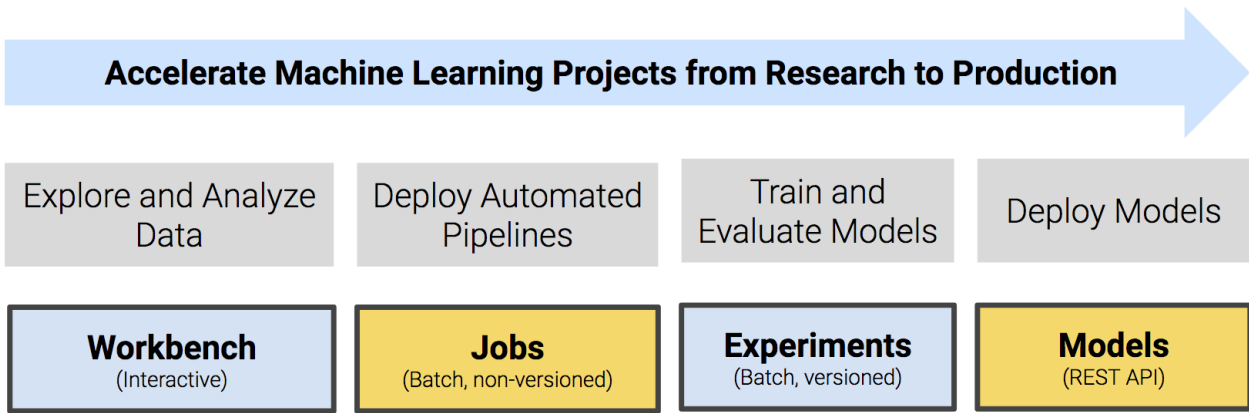 Accelerate Machine Learning Projects from Research to Production
Explore and Analyze
Data
Deploy Automated
Pipelines
Train and
Evaluate Models
Deploy Models
Workbench
(Interactive)
Jobs
(Batch, non-versioned)
Experiments
(Batch, versioned)
Models
(REST API)